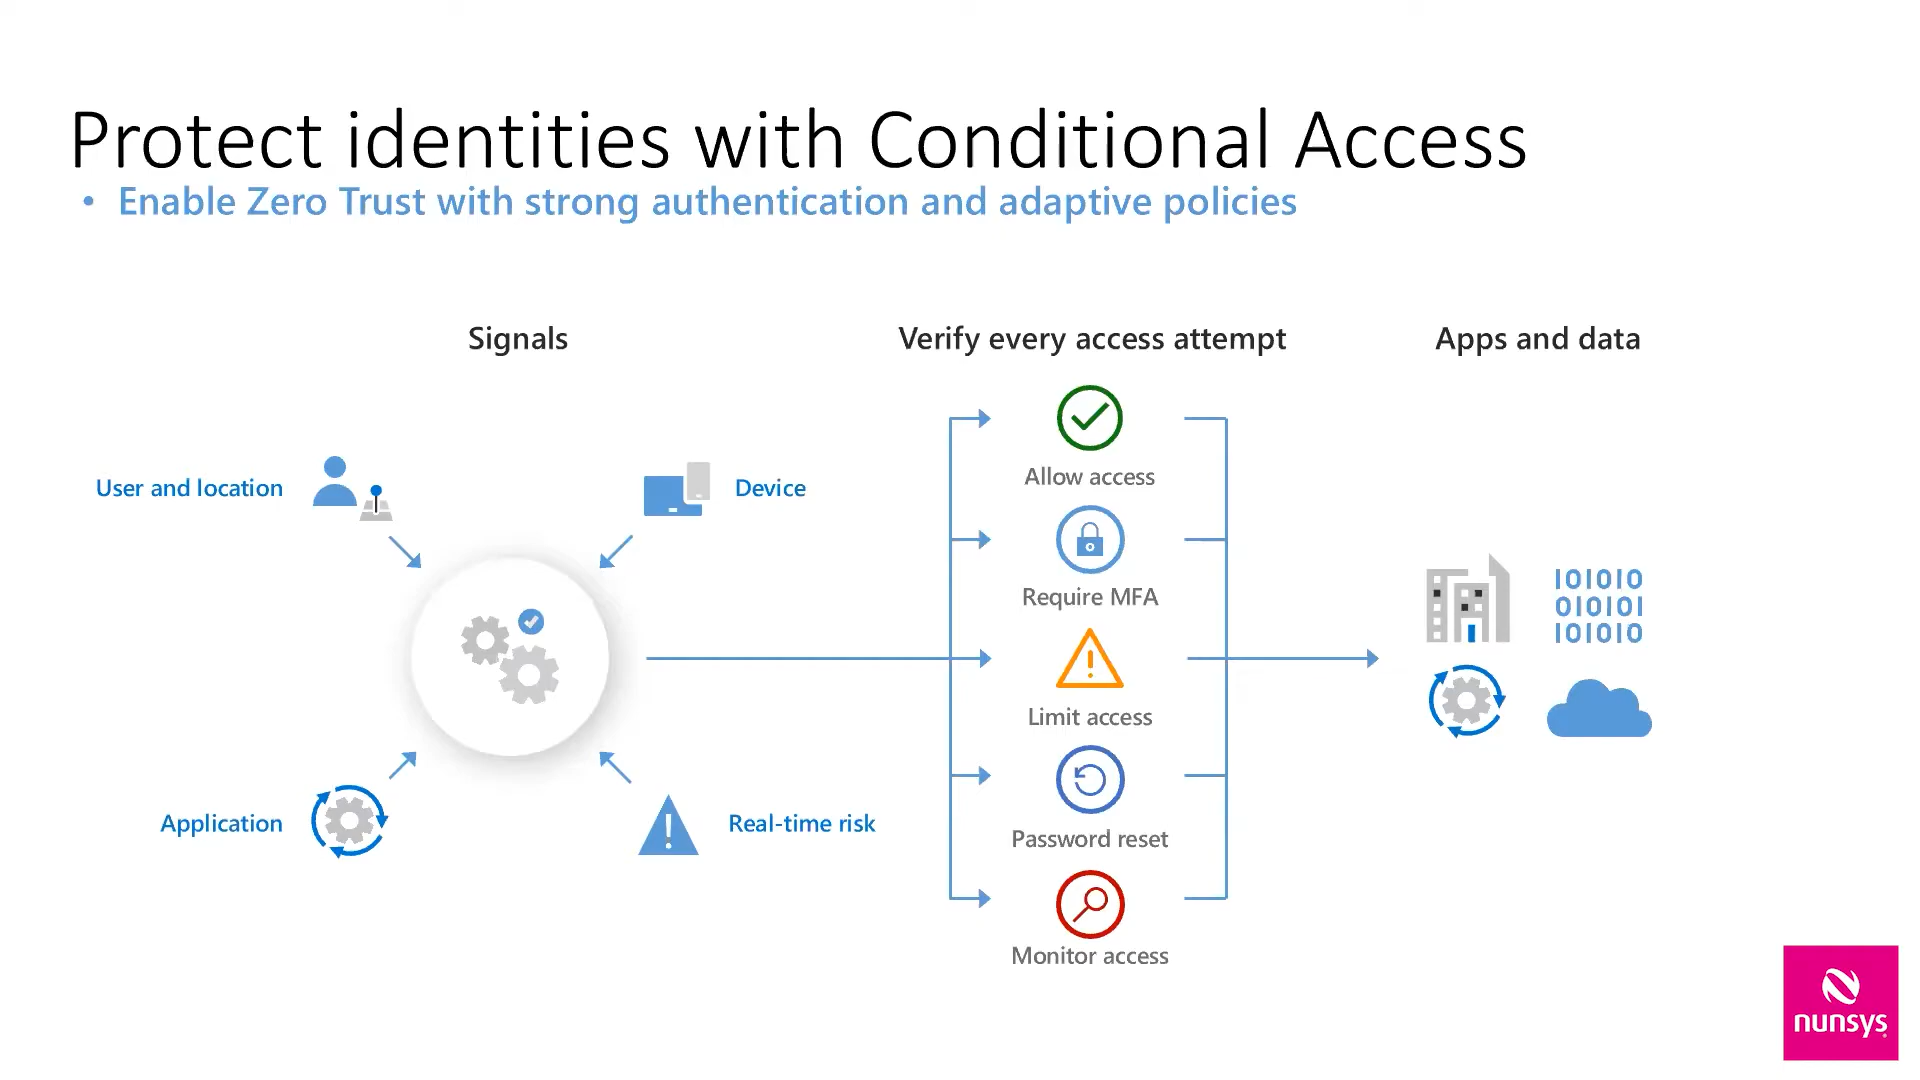 Protect identities with Conditional Access
• Enable Zero Trust with strong authentication and adaptive policies
Signals
Verify every access attempt
Apps and data
User and location
Device
Application
Real-time risk
Allow access
Require MFA
Limit access
Password reset
Monitor access
101010
010101
101010
nunsys